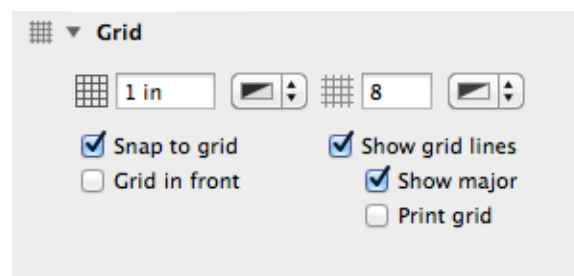 Grid
1 in 8
Snap to grid Show grid lines
Grid in front Show major
Print grid